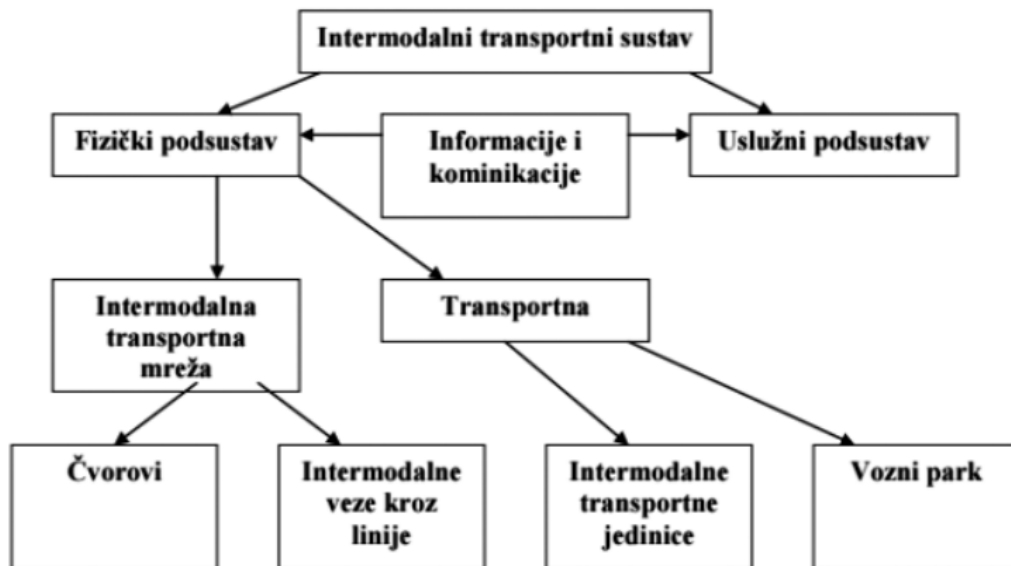 Intermodalni transportni sustav
Fizički podsustav
Informacije i
kominikacije
Uslužni podsustav
Intermodalna
transportna
mreža
Transportna
Čvorovi
Intermodalne
veze kroz
linije
Intermodalne
transportne
jedinice
Vozni park